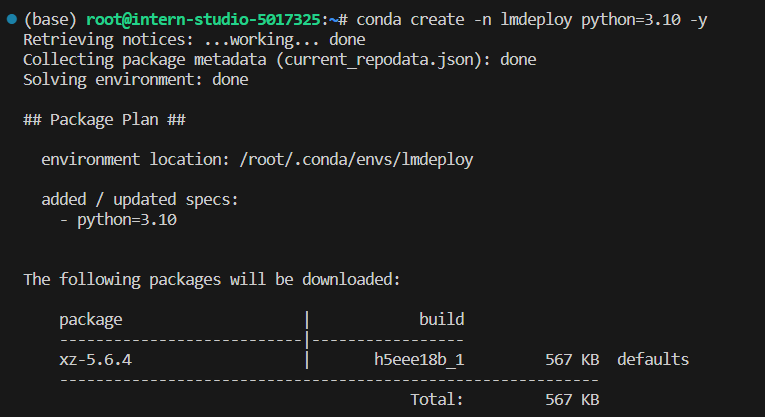 (base) root@intern-studio-5017325:~# conda create -n lmdeploy python=3.10 -y
Retrieving notices: ...working... done
Collecting package metadata (current_repodata.json): done
Solving environment: done

## Package Plan ##

  environment location: /root/.conda/envs/lmdeploy

  added / updated specs:
    - python=3.10


The following packages will be downloaded:

    package                    |            build
    ---------------------------|-----------------
    xz-5.6.4                   |       h5eee18b_1         567 KB  defaults
    ------------------------------------------------------------
                                           Total:         567 KB